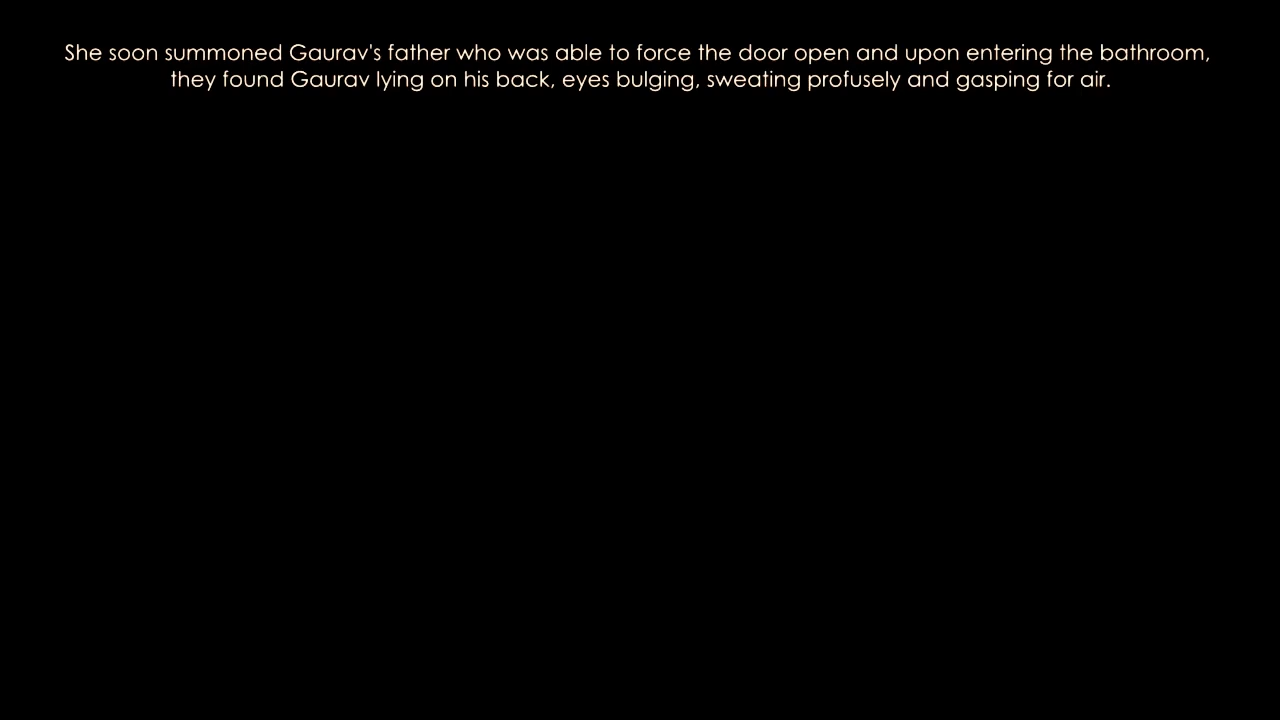 She soon summoned Gaurav's father who was able to force the door open and upon entering the bathroom,
they found Gaurav lying on his back, eyes bulging, sweating profusely and gasping for air.